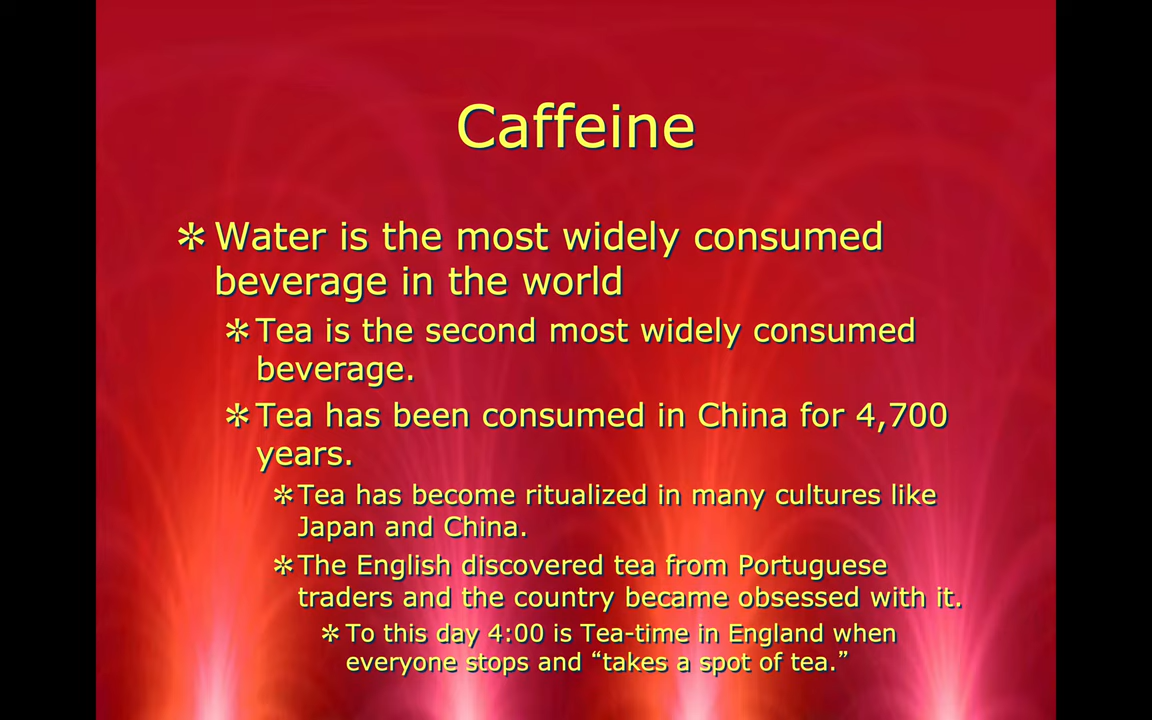 Caffeine
✲ Water is the most widely consumed
beverage in the world
✲ Tea is the second most widely consumed
beverage.
✲ Tea has been consumed in China for 4,700
years.
✲ Tea has become ritualized in many cultures like
Japan and China.
✲ The English discovered tea from Portuguese
traders and the country became obsessed with it.
✲ To this day 4:00 is Tea-time in England when
everyone stops and “takes a spot of tea.”